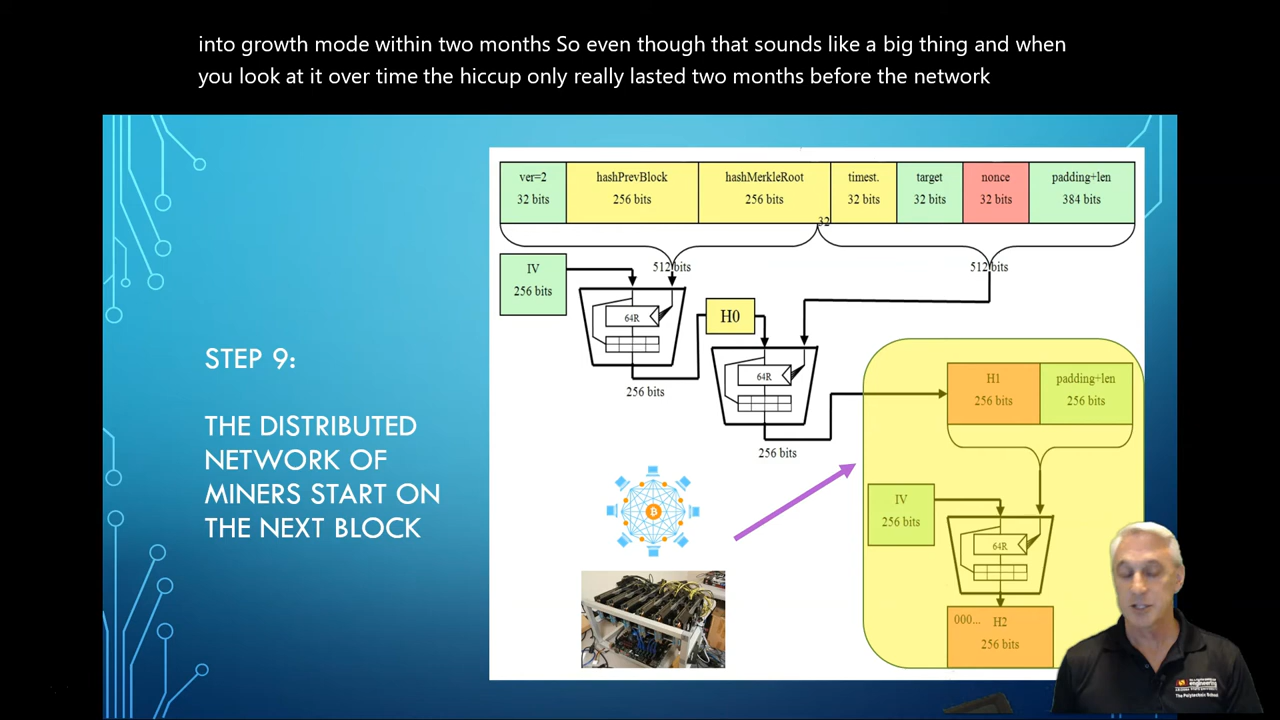 into growth mode within two months So even though that sounds like a big thing and when
you look at it over time the hiccup only really lasted two months before the network
STEP 9:
THE DISTRIBUTED
NETWORK OF
MINERS START ON
THE NEXT BLOCK
ver=2
32 bits
hashPrevBlock
256 bits
hashMerkleRoot
256 bits
timest.
32 bits
target
32 bits
nonce
32 bits
padding+len
384 bits
32
512 bits
512 bits
IV
256 bits
64R
256 bits
H0
64R
256 bits
H1
256 bits
padding+len
256 bits
IV
256 bits
64R
000...
H2
256 bits
engineering
The Polytechnic School